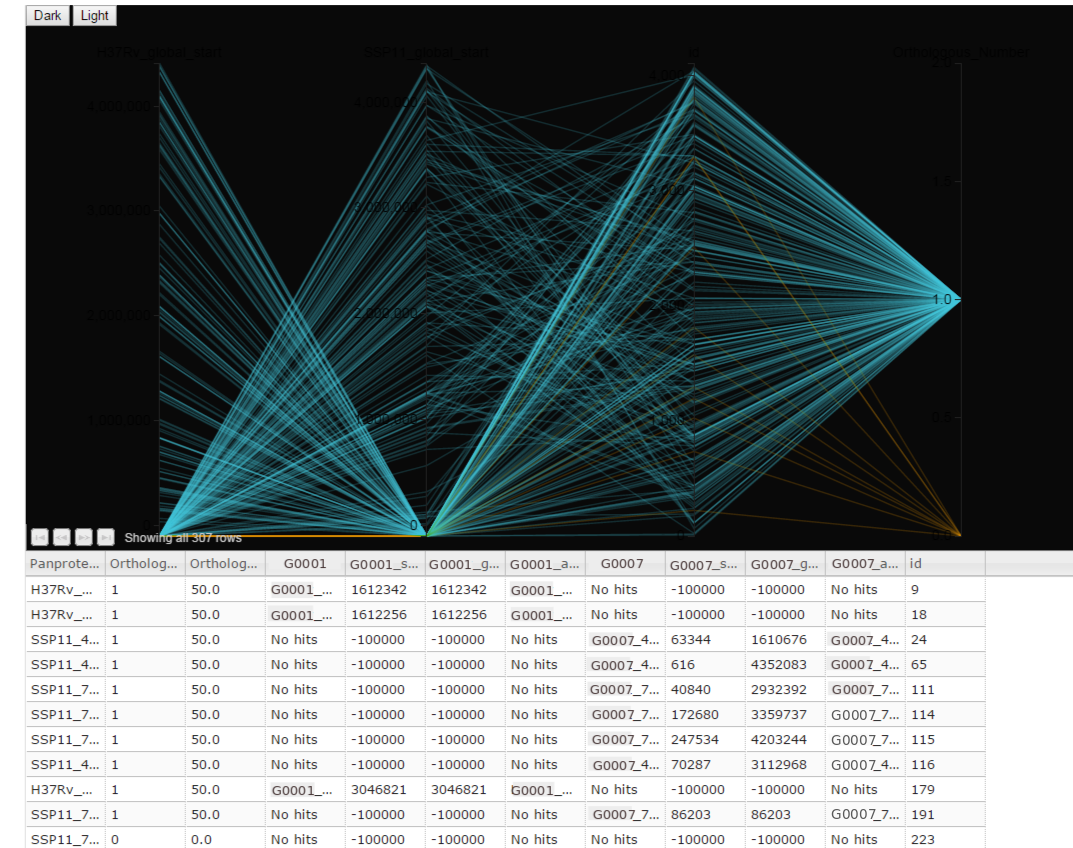 Dark Light
H37Rv_global_start SSP11_global_start id Orthologous_Number
2.0
4,000
4,000,000 4,000,000
1.5
3,000,000 3,000,000 3,000
1.0
2,000,000 2,000,000 2,000
1,000,000 1,000,000 1,000 0.5
0 0 0 0.0
Showing all 307 rows
Panprote... Ortholog... Ortholog... G0001 G0001_s... G0001_g... G0001_a... G0007 G0007_s... G0007_g... G0007_a... id
H37Rv_... 1 50.0 G0001_... 1612342 1612342 G0001_... No hits -100000 -100000 No hits 9
H37Rv_... 1 50.0 G0001_... 1612256 1612256 G0001_... No hits -100000 -100000 No hits 18
SSP11_4... 1 50.0 No hits -100000 -100000 No hits G0007_4... 63344 1610676 G0007_4... 24
SSP11_4... 1 50.0 No hits -100000 -100000 No hits G0007_4... 616 4352083 G0007_4... 65
SSP11_7... 1 50.0 No hits -100000 -100000 No hits G0007_7... 40840 2932392 G0007_7... 111
SSP11_7... 1 50.0 No hits -100000 -100000 No hits G0007_7... 172680 3359737 G0007_7... 114
SSP11_7... 1 50.0 No hits -100000 -100000 No hits G0007_7... 247534 4203244 G0007_7... 115
SSP11_4... 1 50.0 No hits -100000 -100000 No hits G0007_4... 70287 3112968 G0007_4... 116
H37Rv_... 1 50.0 G0001_... 3046821 3046821 G0001_... No hits -100000 -100000 No hits 179
SSP11_7... 1 50.0 No hits -100000 -100000 No hits G0007_7... 86203 86203 G0007_7... 191
SSP11_7... 0 0.0 No hits -100000 -100000 No hits No hits -100000 -100000 No hits 223